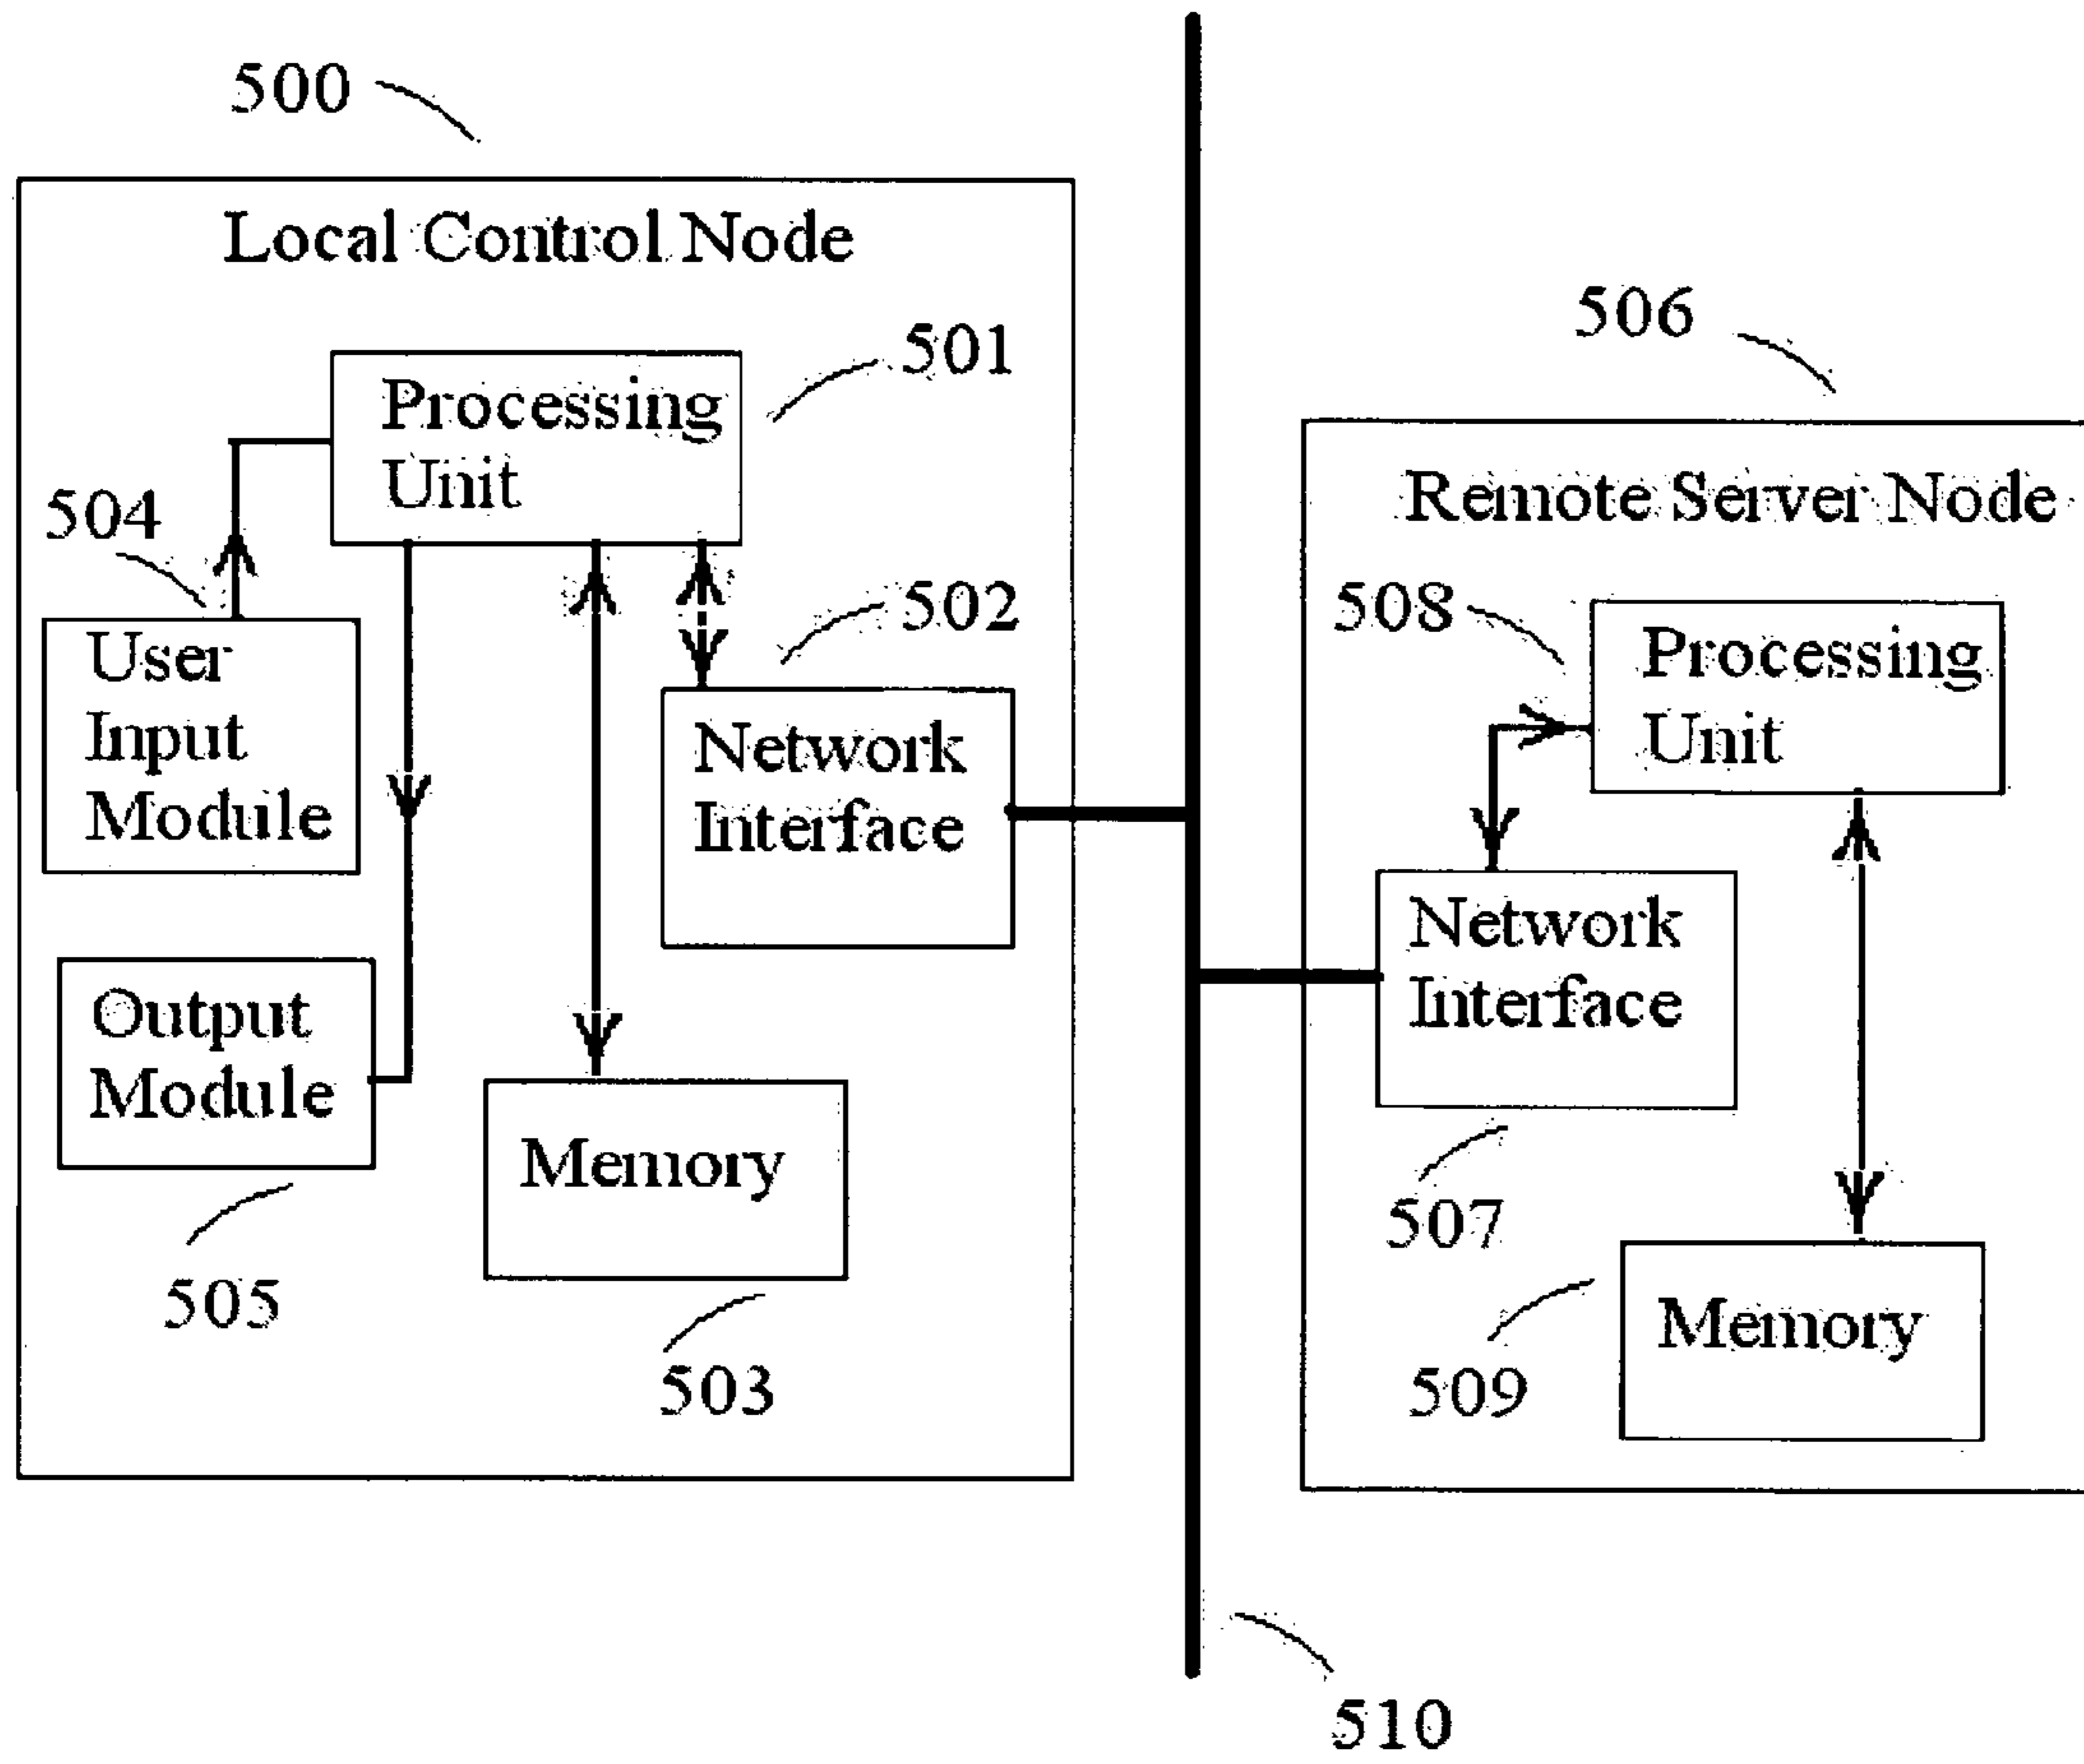 500
Local Control Node
501
Processing
Unit
504
User
Input
Module
502
Network
Interface
Output
Module
505
Memory
503
506
Remote Server Node
508
Processing
Unit
Network
Interface
507
Memory
509
510